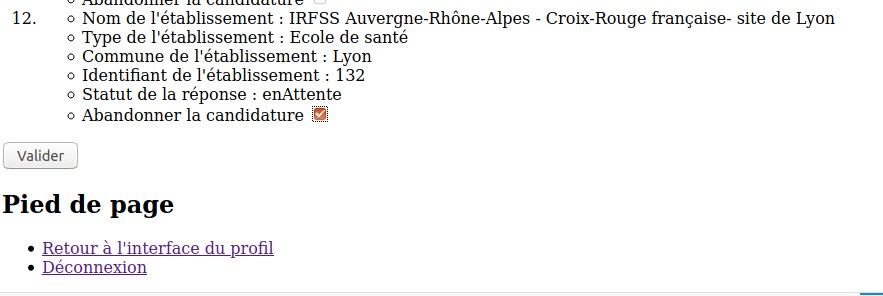 Abandonner la candidature
12. Nom de l'établissement : IRFSS Auvergne-Rhône-Alpes - Croix-Rouge française- site de Lyon
Type de l'établissement : Ecole de santé
Commune de l'établissement : Lyon
Identifiant de l'établissement : 132
Statut de la réponse : enAttente
Abandonner la candidature
Valider
Pied de page
Retour à l'interface du profil
Déconnexion